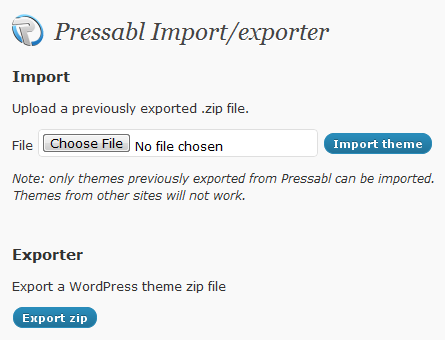 Pressabl Import/exporter
Import
Upload a previously exported .zip file.
File Choose File No file chosen Import theme
Note: only themes previously exported from Pressabl can be imported.
Themes from other sites will not work.
Exporter
Export a WordPress theme zip file
Export zip